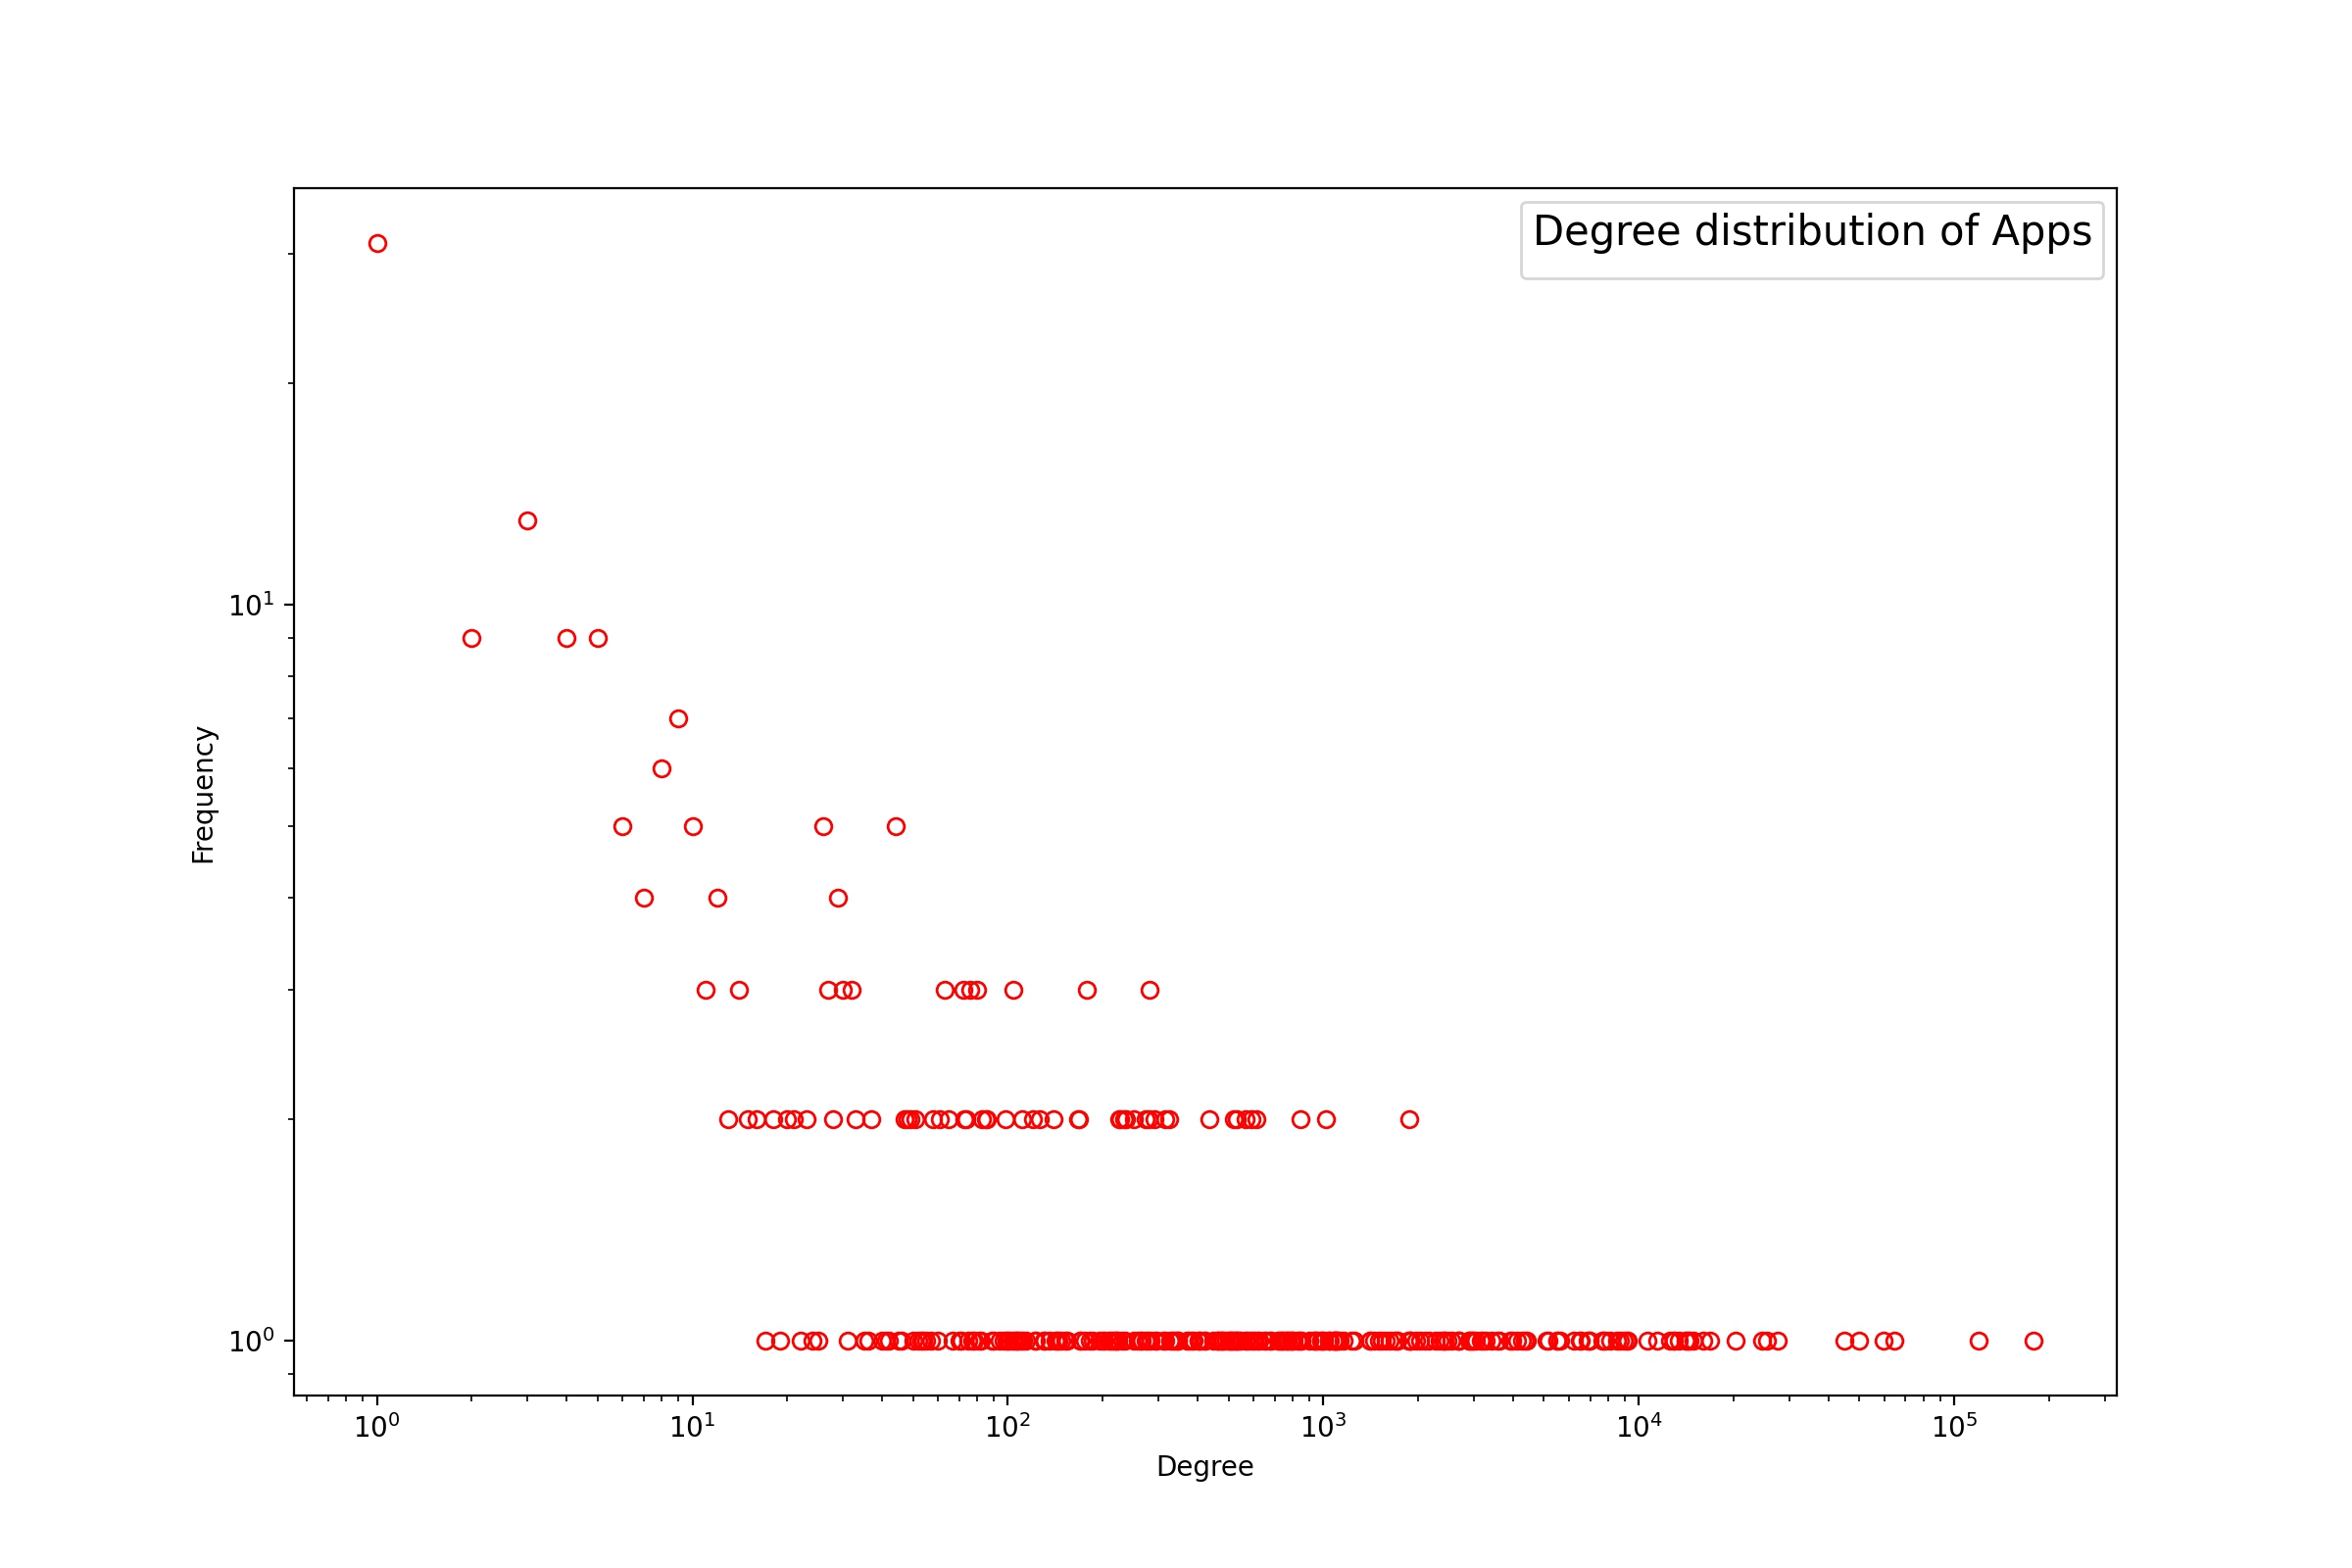 Degree distribution of Apps
Frequency
10¹
10⁰
10⁰ 10¹ 10² 10³ 10⁴ 10⁵
Degree